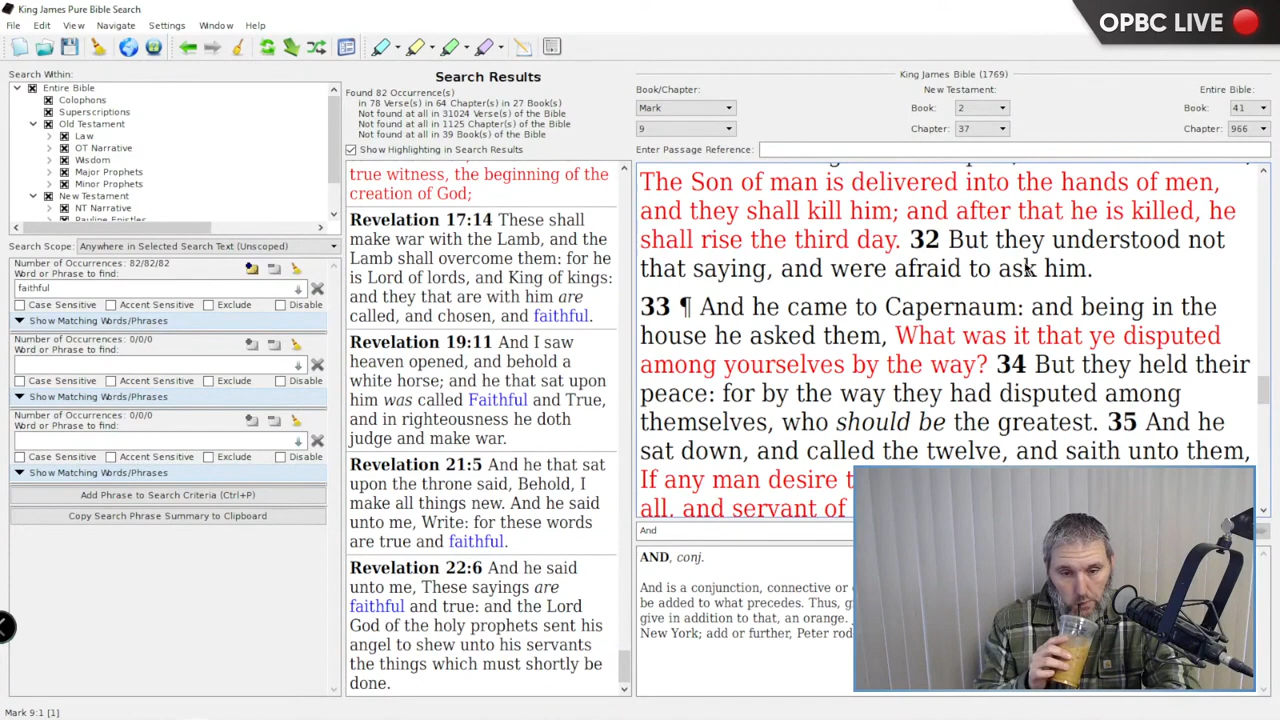 King James Pure Bible Search
OPBC LIVE
File Edit View Navigate Settings Window Help
Search Within:
Entire Bible
Colophons
Superscriptions
Old Testament
Law
OT Narrative
Wisdom
Major Prophets
Minor Prophets
New Testament
NT Narrative
Pauline Epistles
Search Scope: Anywhere in Selected Search Text (Unscoped)
Number of Occurrences: 82/82/82
Word or Phrase to find:
faithful
Case Sensitive Accent Sensitive Exclude Disable
Show Matching Words/Phrases
Number of Occurrences: 0/0/0
Word or Phrase to find:
Case Sensitive Accent Sensitive Exclude Disable
Show Matching Words/Phrases
Number of Occurrences: 0/0/0
Word or Phrase to find:
Case Sensitive Accent Sensitive Exclude Disable
Show Matching Words/Phrases
Add Phrase to Search Criteria (Ctrl+P)
Copy Search Phrase Summary to Clipboard
Search Results
Found 82 Occurrence(s)
in 78 Verse(s) in 64 Chapter(s) in 27 Book(s)
Not found at all in 31024 Verse(s) of the Bible
Not found at all in 1125 Chapter(s) of the Bible
Not found at all in 39 Book(s) of the Bible
Show Highlighting in Search Results
true witness, the beginning of the
creation of God;
Revelation 17:14 These shall
make war with the Lamb, and the
Lamb shall overcome them: for he
is Lord of lords, and King of kings:
and they that are with him are
called, and chosen, and faithful.
Revelation 19:11 And I saw
heaven opened, and behold a
white horse; and he that sat upon
him was called Faithful and True,
and in righteousness he doth
judge and make war.
Revelation 21:5 And he that sat
upon the throne said, Behold, I
make all things new. And he said
unto me, Write: for these words
are true and faithful.
Revelation 22:6 And he said
unto me, These sayings are
faithful and true: and the Lord
God of the holy prophets sent his
angel to shew unto his servants
the things which must shortly be
done.
King James Bible (1769)
Book/Chapter: New Testament: Entire Bible:
Mark Book: 2 Book: 41
9 Chapter: 37 Chapter: 966
Enter Passage Reference:
The Son of man is delivered into the hands of men,
and they shall kill him; and after that he is killed, he
shall rise the third day. 32 But they understood not
that saying, and were afraid to ask him.
33 ¶ And he came to Capernaum: and being in the
house he asked them, What was it that ye disputed
among yourselves by the way? 34 But they held their
peace: for by the way they had disputed among
themselves, who should be the greatest. 35 And he
sat down, and called the twelve, and saith unto them,
If any man desire
all, and servant of
And
AND, conj.
And is a conjunction, connective or
be added to what precedes. Thus,
give in addition to that, an orange.
New York; add or further, Peter rod
Mark 9:1 [1]